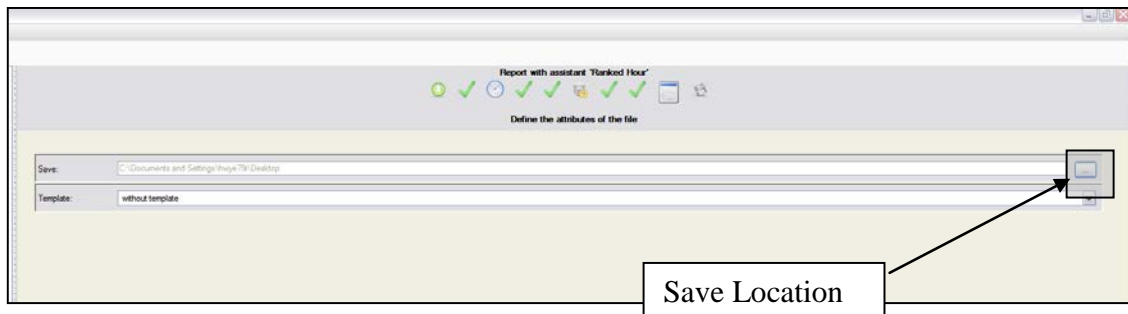 Report with assistant 'Ranked Hour'
Define the attributes of the file
Save: C:\Documents and Settings\hwye79\Desktop
...
Template: without template
Save Location